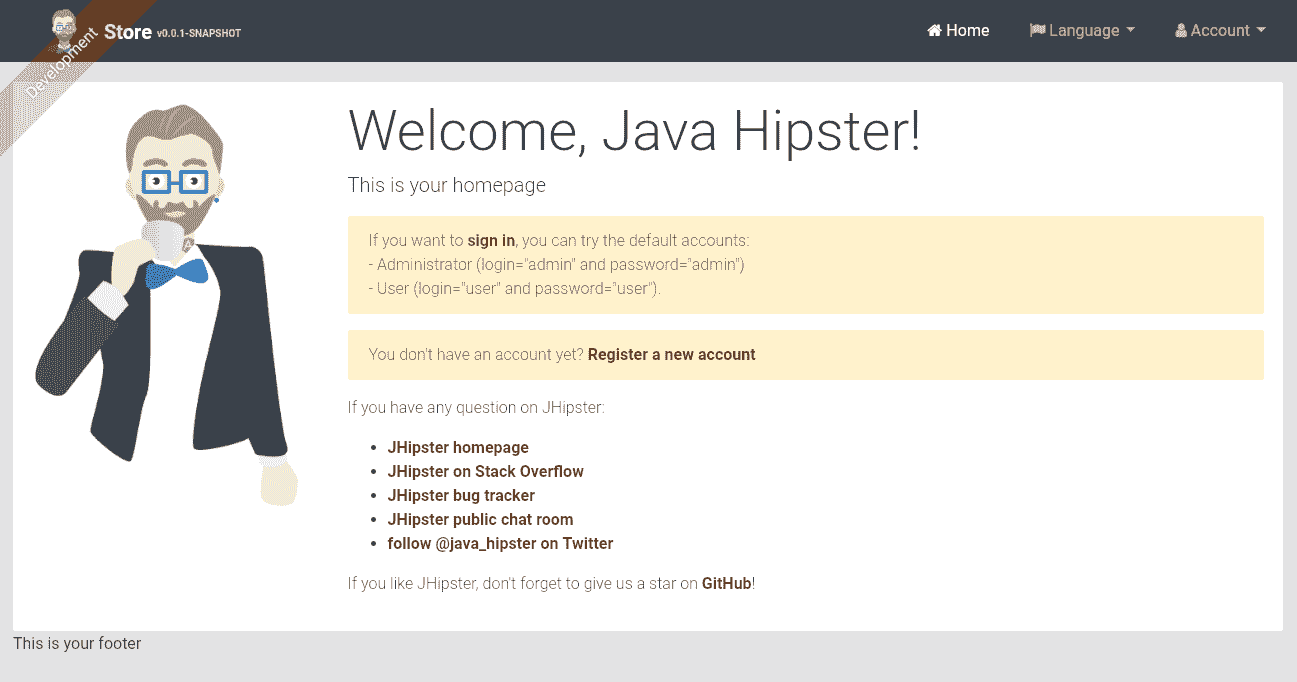 Development
Store v0.0.1-SNAPSHOT
Home
Language
Account
Welcome, Java Hipster!
This is your homepage
If you want to sign in, you can try the default accounts:
- Administrator (login="admin" and password="admin")
- User (login="user" and password="user").
You don't have an account yet? Register a new account
If you have any question on JHipster:
• JHipster homepage
• JHipster on Stack Overflow
• JHipster bug tracker
• JHipster public chat room
• follow @java_hipster on Twitter
If you like JHipster, don't forget to give us a star on GitHub!
This is your footer